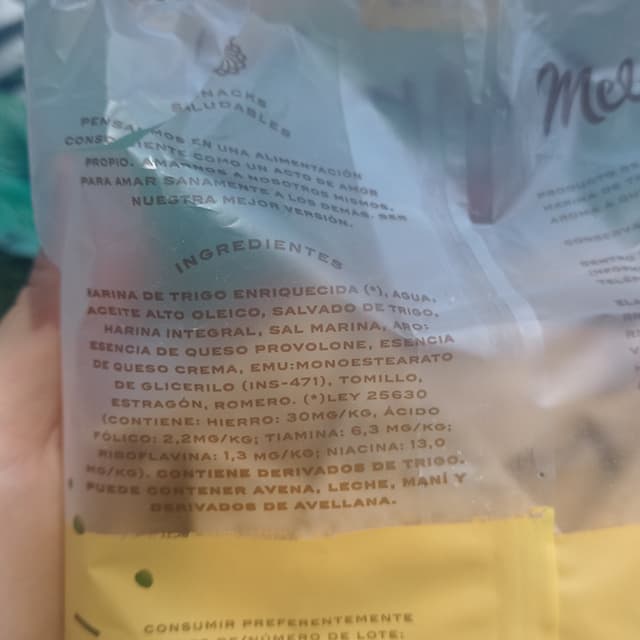 SNACKS
SALUDABLES
PENSAMOS EN UNA ALIMENTACIÓN
CONSCIENTE COMO UN ACTO DE AMOR
PROPIO. AMARNOS A NOSOTROS
PARA AMAR SANAMENTE A LOS DEMÁS. SER
NUESTRA MEJOR VERSIÓN.
INGREDIENTES
HARINA DE TRIGO ENRIQUECIDA (*), AGUA,
ACEITE ALTO OLEICO, SALVADO DE TRIGO,
HARINA INTEGRAL, SAL MARINA, ARO:
ESENCIA DE QUESO PROVOLONE, ESENCIA
DE QUESO CREMA, EMU:MONOESTEARATO
DE GLICERILO (INS-471), TOMILLO,
ESTRAGÓN, ROMERO. (*)LEY 25630
(CONTIENE: HIERRO: 30MG/KG, ÁCIDO
FÓLICO: 2,2MG/KG; TIAMINA: 6,3 MG/KG;
RIBOFLAVINA: 1,3 MG/KG; NIACINA: 13,0
MG/KG). CONTIENE DERIVADOS DE TRIGO.
PUEDE CONTENER AVENA, LECHE, MANÍ Y
DERIVADOS DE AVELLANA.
CONSUMIR PREFERENTEMENTE
DE/NÚMERO DE LOTE:
Mel